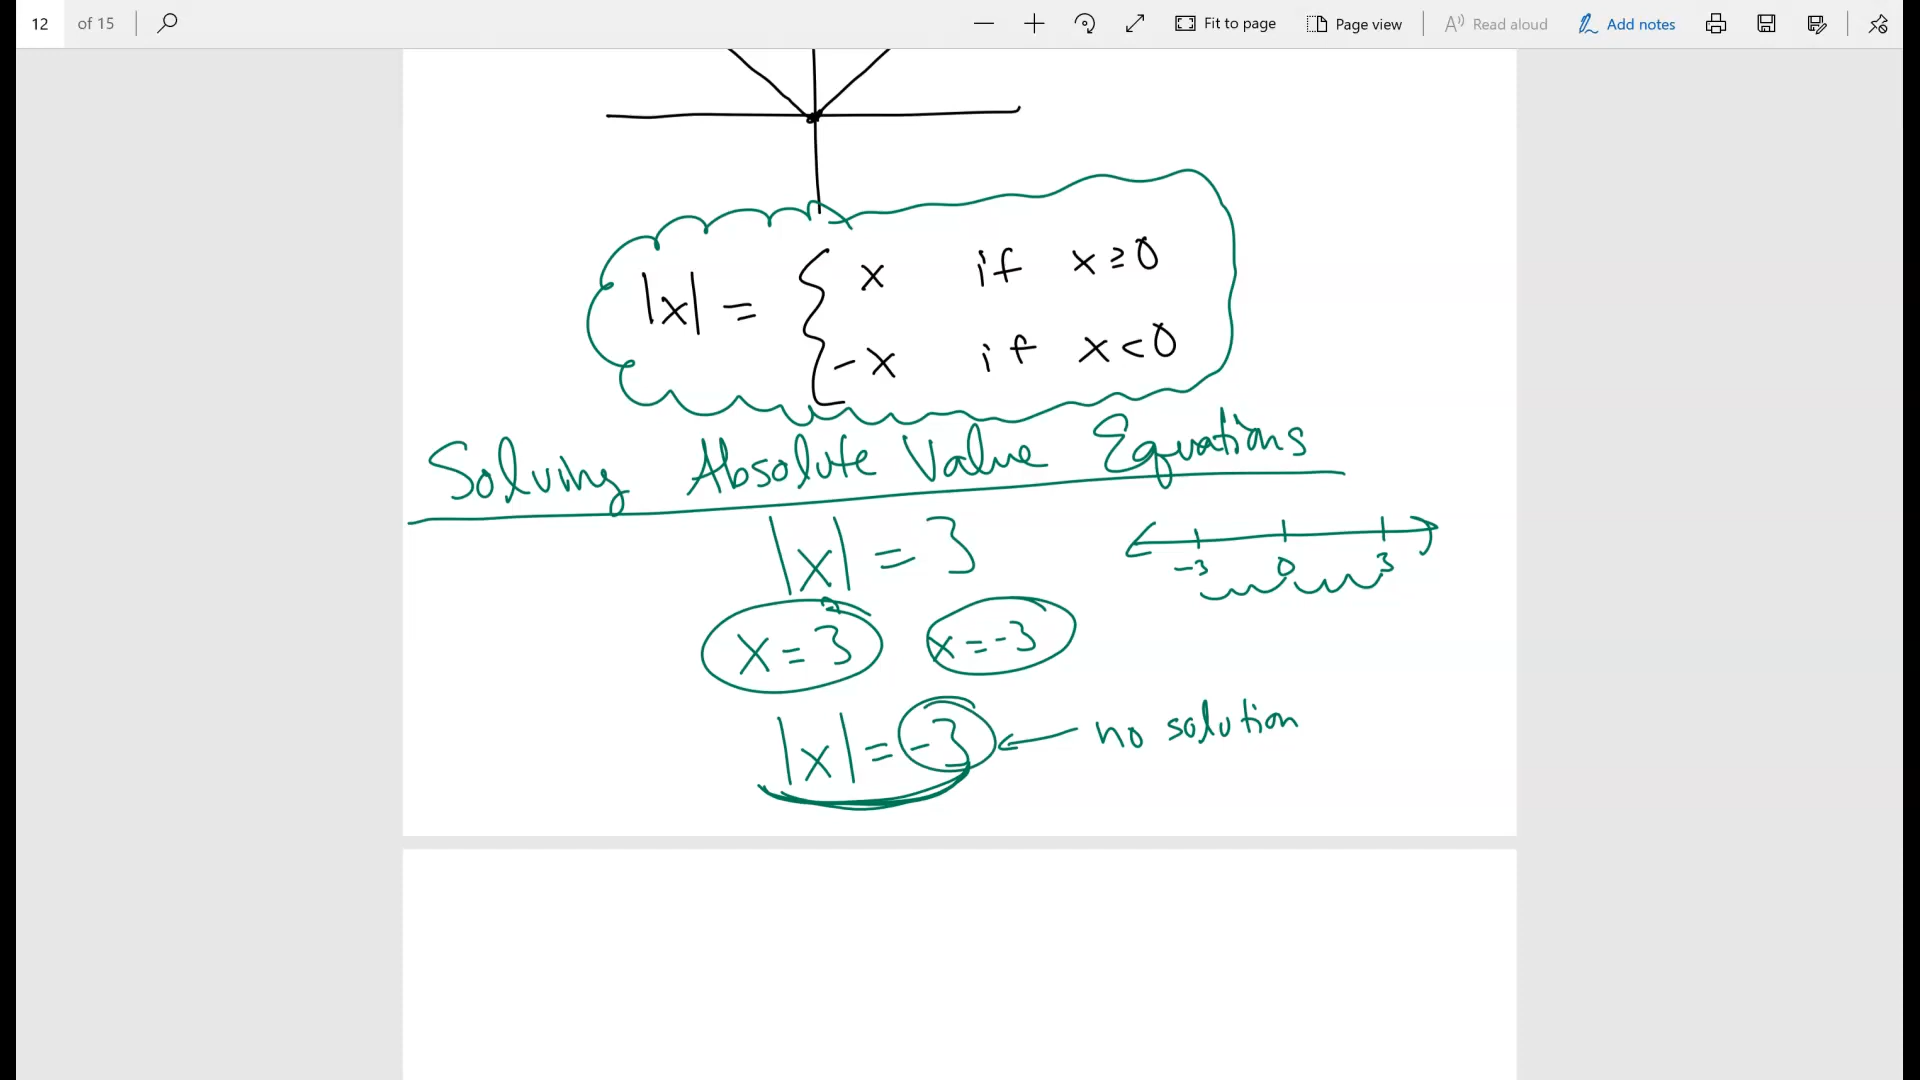 12 of 15 Fit to page Page view Read aloud Add notes
|x| = { x if x ≥ 0
-x if x < 0
Solving Absolute Value Equations
|x| = 3
-3 0 3
x = 3 x = -3
|x| = -3 ← no solution